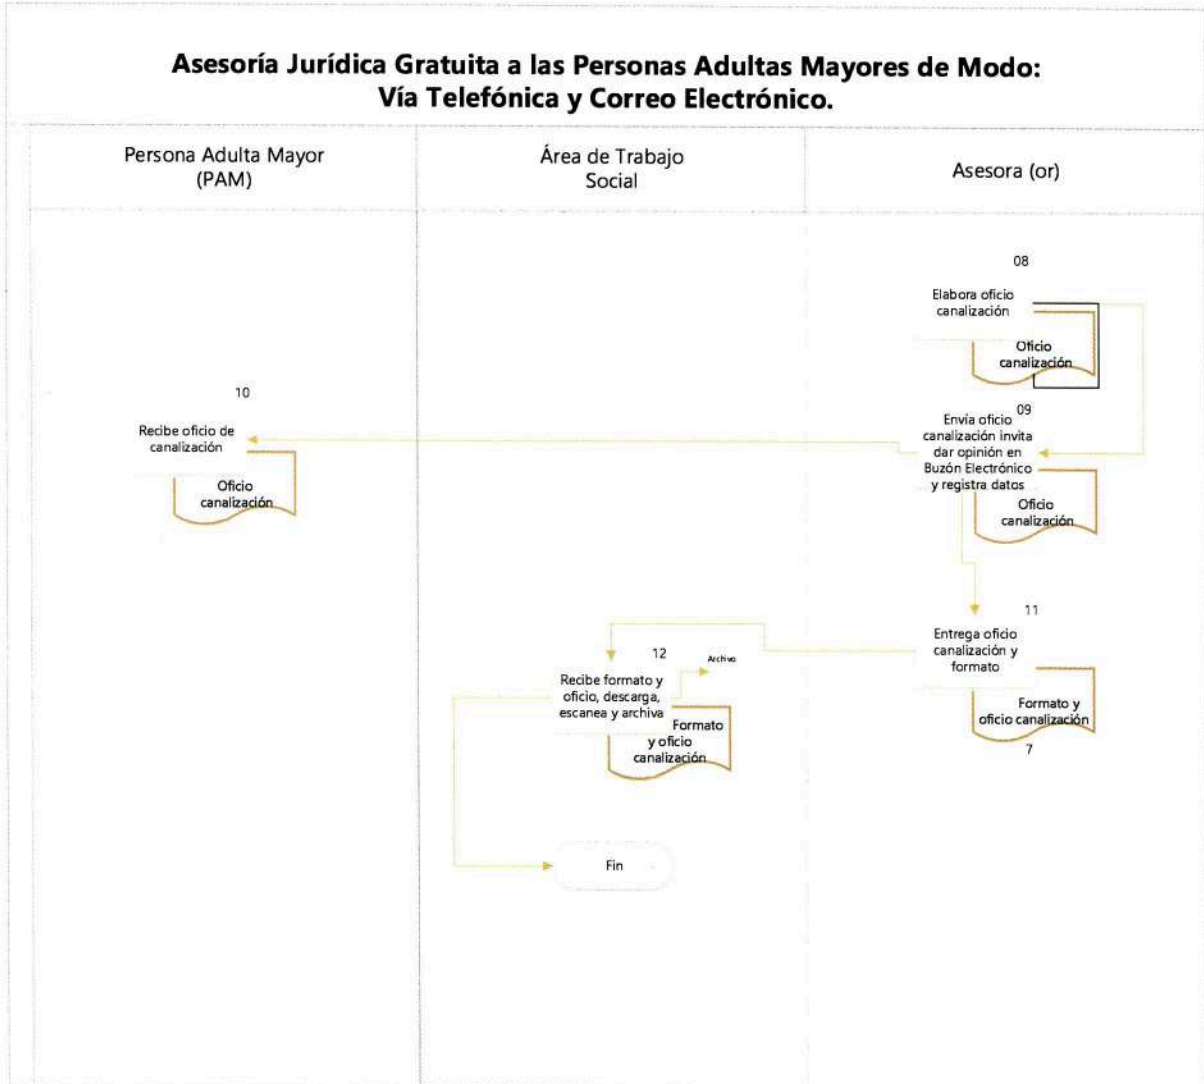 Asesoría Jurídica Gratuita a las Personas Adultas Mayores de Modo:
Vía Telefónica y Correo Electrónico.
Persona Adulta Mayor
(PAM)
Área de Trabajo
Social
Asesora (or)
08
Elabora oficio
canalización
Oficio
canalización
09
Envía oficio
canalización invita
dar opinión en
Buzón Electrónico
y registra datos
Oficio
canalización
10
Recibe oficio de
canalización
Oficio
canalización
11
Entrega oficio
canalización y
formato
Formato y
oficio canalización
7
12
Archivo
Recibe formato y
oficio, descarga,
escanea y archiva
Formato
y oficio
canalización
Fin